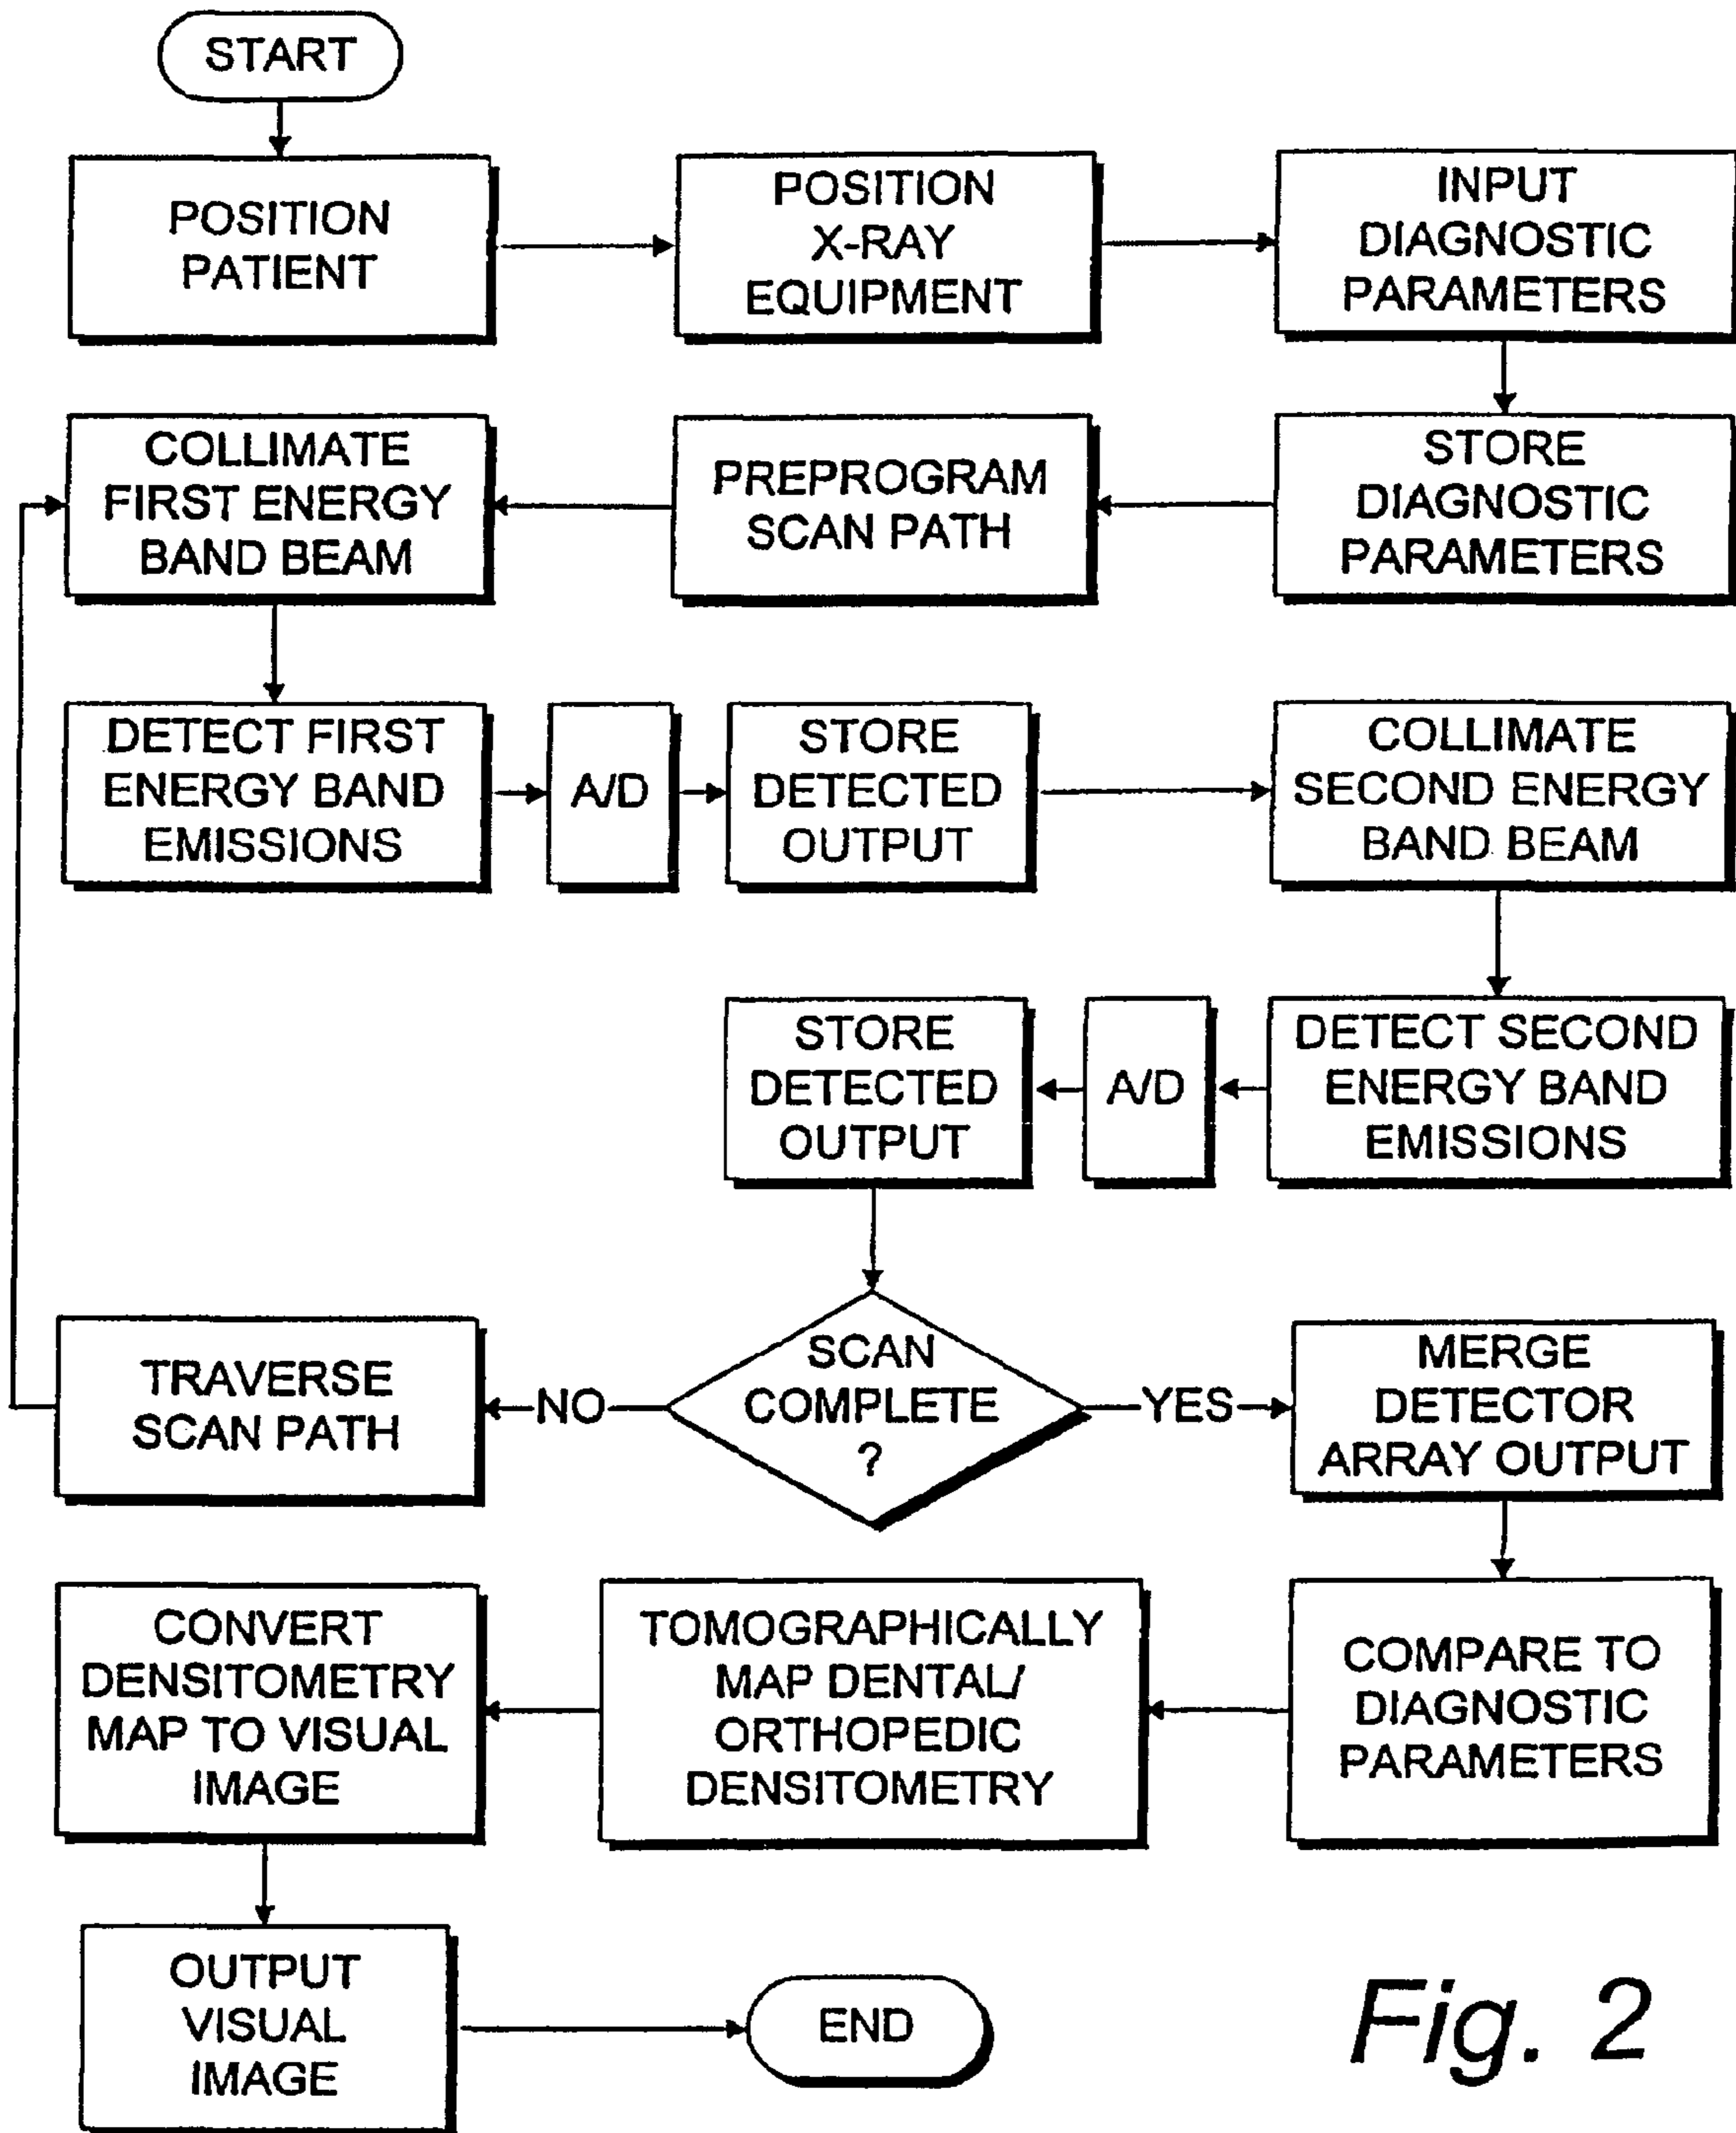 START
POSITION
PATIENT
POSITION
X-RAY
EQUIPMENT
INPUT
DIAGNOSTIC
PARAMETERS
STORE
DIAGNOSTIC
PARAMETERS
PREPROGRAM
SCAN PATH
COLLIMATE
FIRST ENERGY
BAND BEAM
DETECT FIRST
ENERGY BAND
EMISSIONS
A/D
STORE
DETECTED
OUTPUT
COLLIMATE
SECOND ENERGY
BAND BEAM
DETECT SECOND
ENERGY BAND
EMISSIONS
A/D
STORE
DETECTED
OUTPUT
SCAN
COMPLETE
?
NO
TRAVERSE
SCAN PATH
YES
MERGE
DETECTOR
ARRAY OUTPUT
COMPARE TO
DIAGNOSTIC
PARAMETERS
TOMOGRAPHICALLY
MAP DENTAL/
ORTHOPEDIC
DENSITOMETRY
CONVERT
DENSITOMETRY
MAP TO VISUAL
IMAGE
OUTPUT
VISUAL
IMAGE
END
Fig. 2